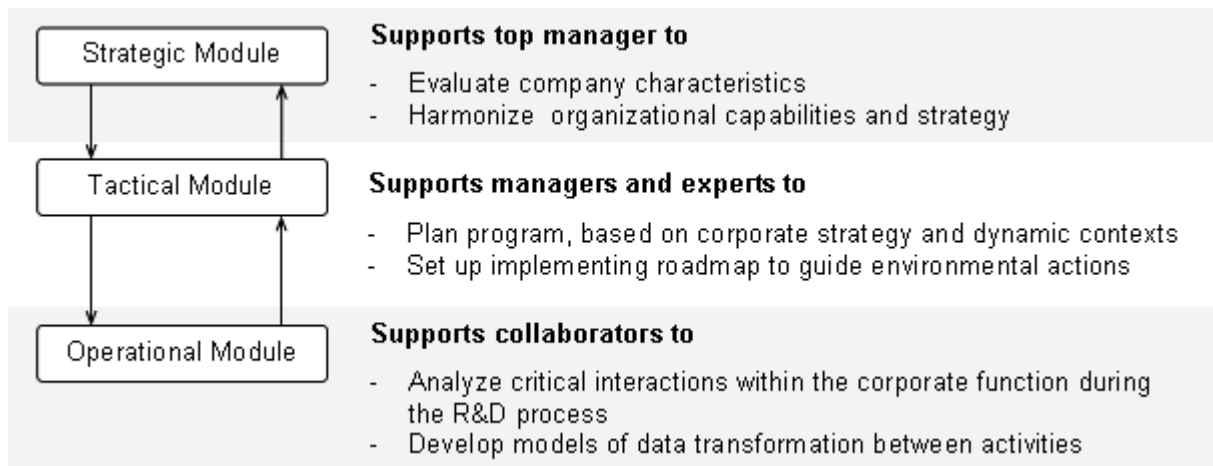 Strategic Module
Supports top manager to
- Evaluate company characteristics
- Harmonize organizational capabilities and strategy
Tactical Module
Supports managers and experts to
- Plan program, based on corporate strategy and dynamic contexts
- Set up implementing roadmap to guide environmental actions
Operational Module
Supports collaborators to
- Analyze critical interactions within the corporate function during
the R&D process
- Develop models of data transformation between activities